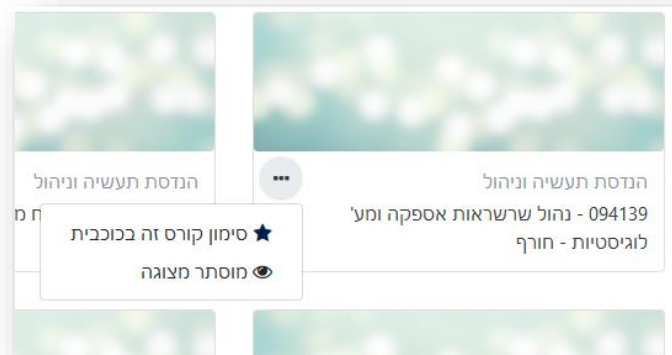 הנדסת תעשיה וניהול
094139 - נהול שרשראות אספקה ומע'
לוגיסטיות - חורף
הנדסת תעשיה וניהול
סימון קורס זה בכוכבית
מוסתר מצוגה